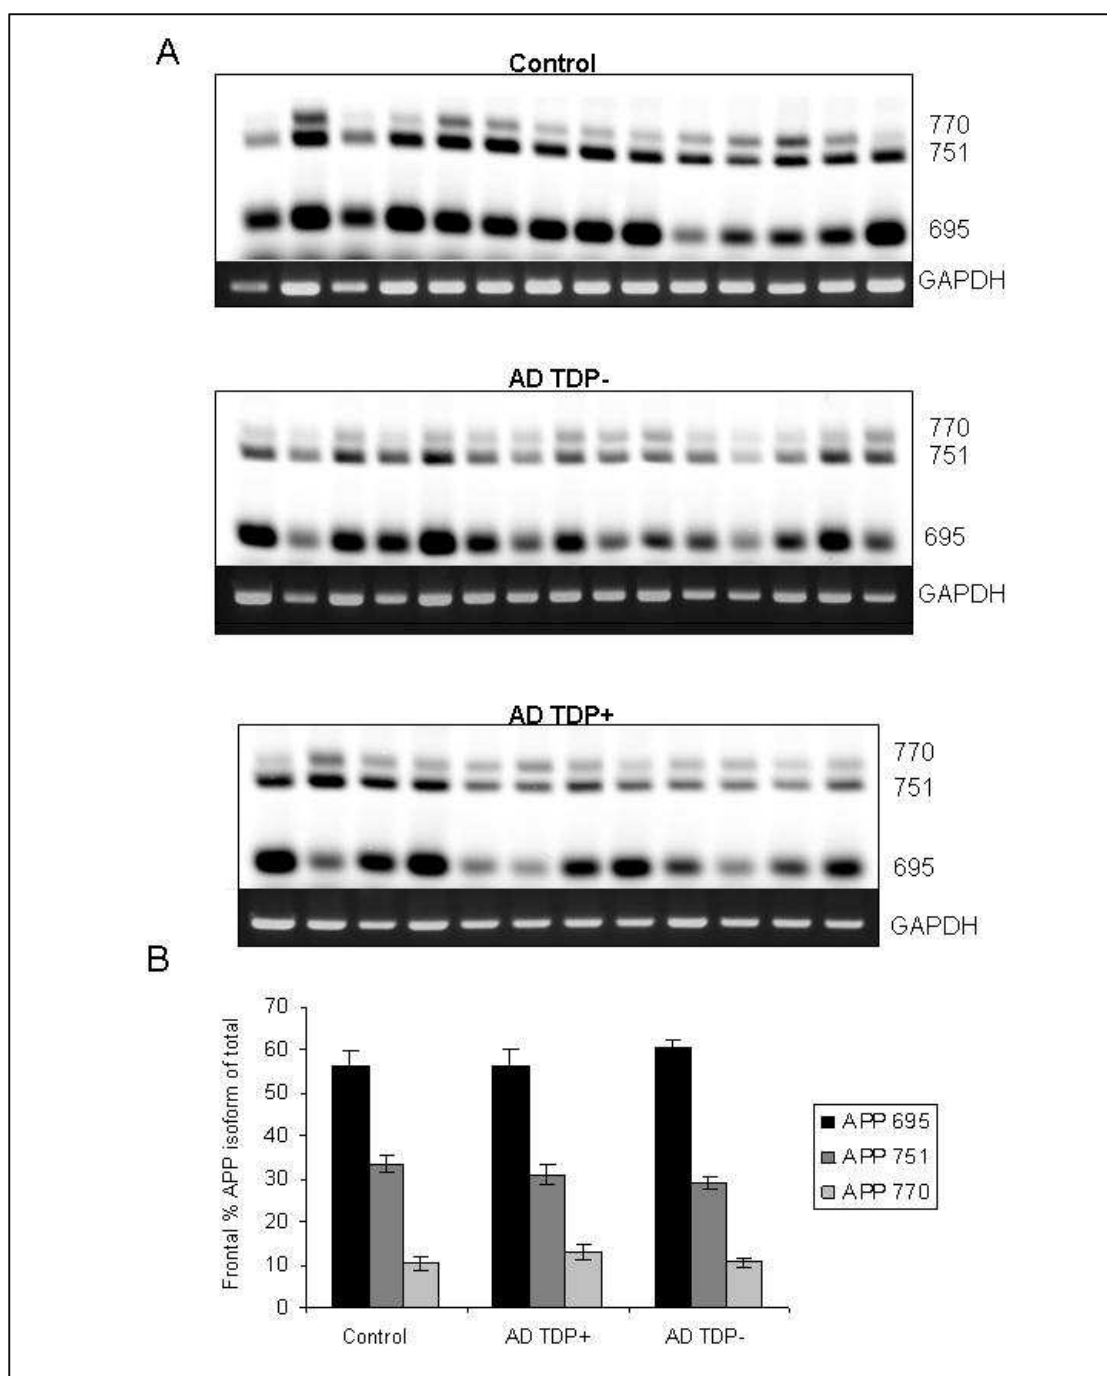 A
Control
770
751
695
GAPDH
AD TDP-
770
751
695
GAPDH
AD TDP+
770
751
695
GAPDH
B
Frontal % APP isoform of total
70
60
50
40
30
20
10
0
Control AD TDP+ AD TDP-
APP 695
APP 751
APP 770